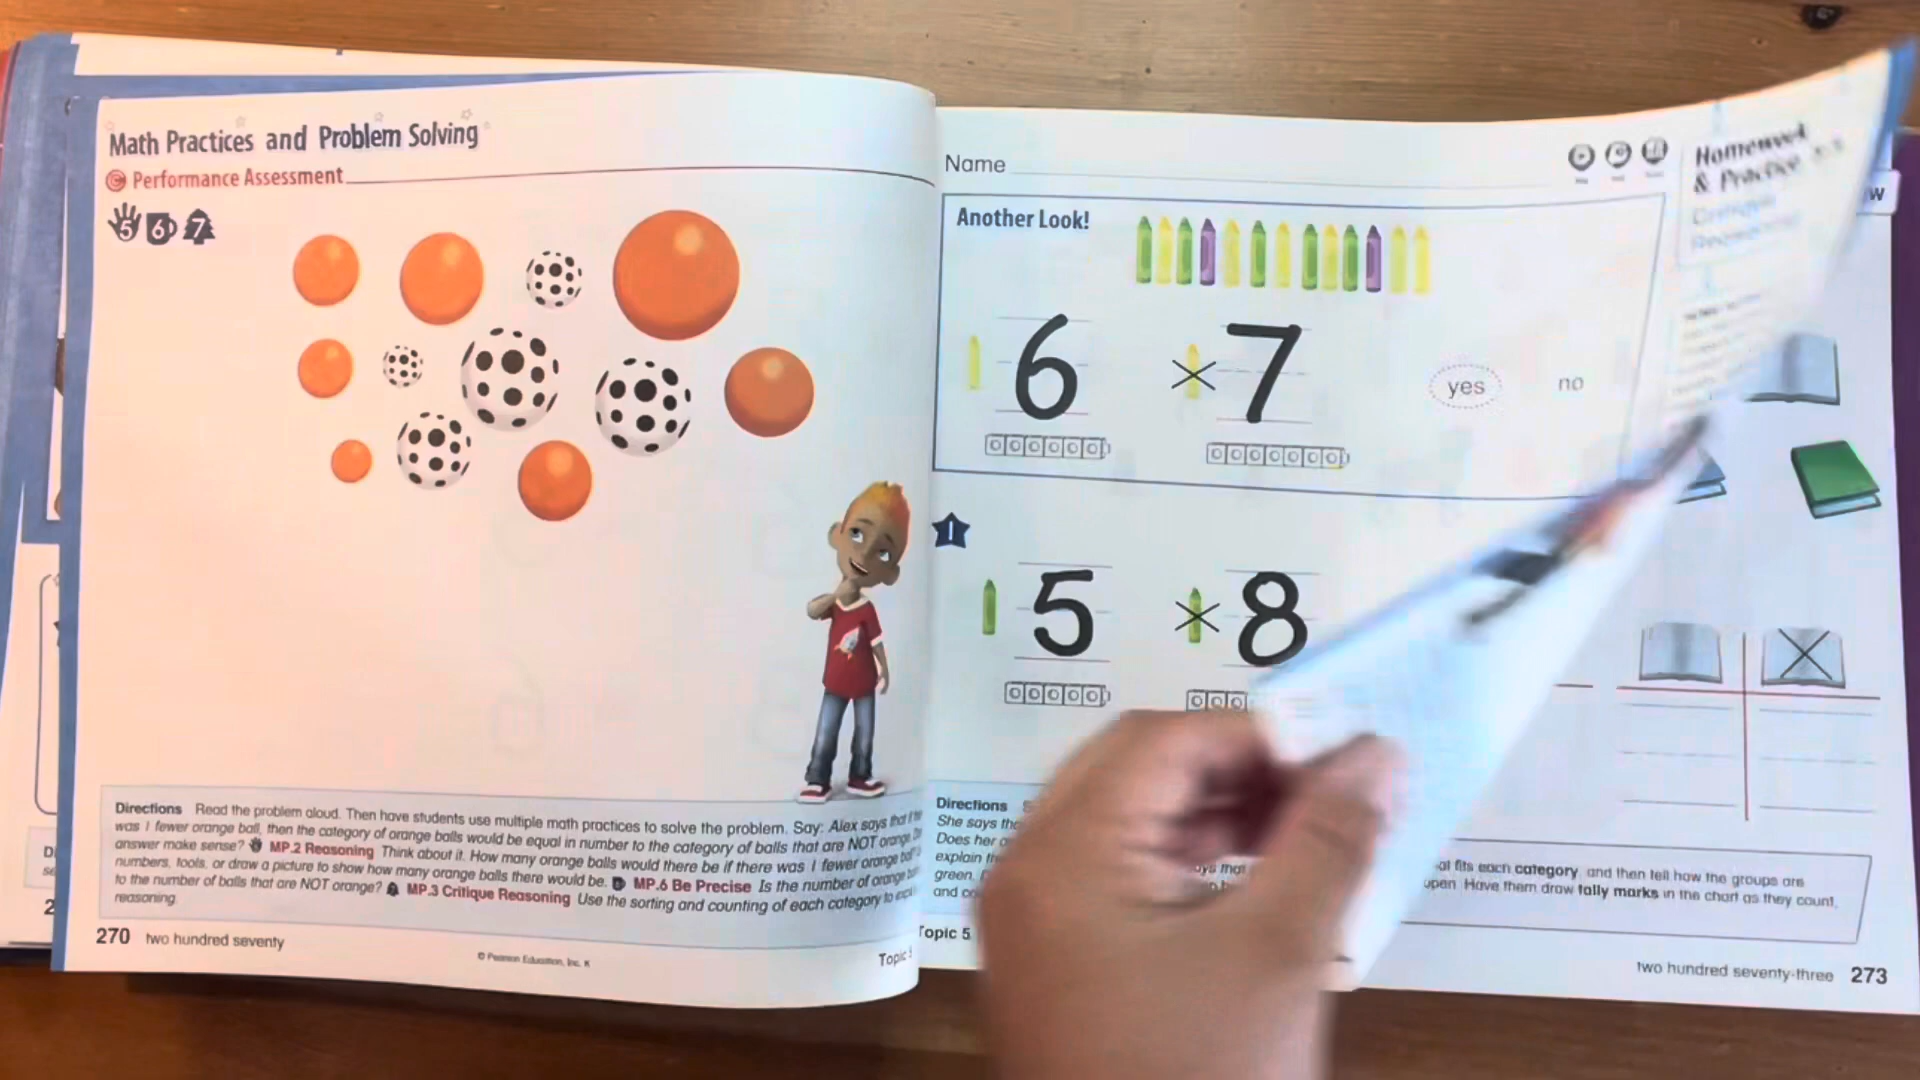 Math Practices and Problem Solving
Performance Assessment
5 6 7
Directions Read the problem aloud. Then have students use multiple math practices to solve the problem. Say: Alex says that if
was 1 fewer orange ball, then the category of orange balls would be equal in number to the category of balls that are NOT orange.
answer make sense? MP.2 Reasoning Think about it. How many orange balls would there be if there was 1 fewer orange ball
numbers, tools, or draw a picture to show how many orange balls there would be. MP.6 Be Precise Is the number of orange
to the number of balls that are NOT orange? MP.3 Critique Reasoning Use the sorting and counting of each category to
reasoning.
270 two hundred seventy
© Pearson Education, Inc. K
Topic 5
Name
Homework
& Practice
Another Look!
6 7
yes no
1
5 8
Directions
She says
Does her
explain
green.
and
Topic 5
w
fits each category, and then tell how the groups are
open. Have them draw tally marks in the chart as they count.
two hundred seventy-three 273